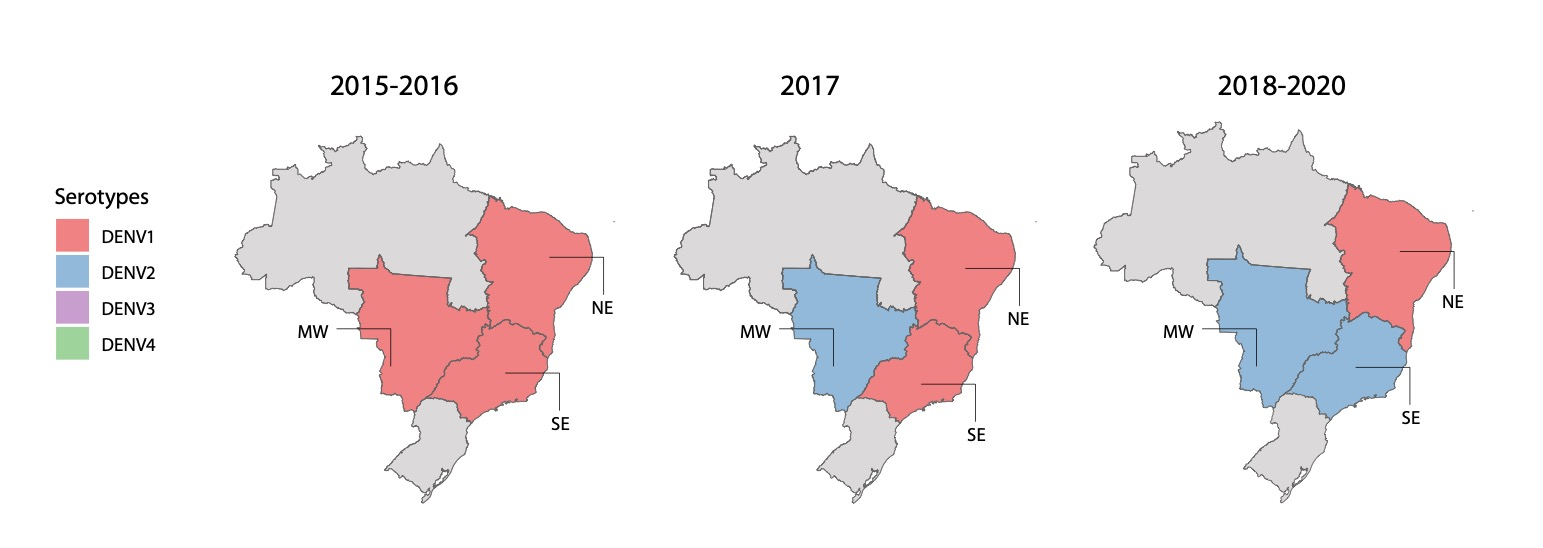 2015-2016
2017
2018-2020
Serotypes
DENV1
DENV2
DENV3
DENV4
MW
NE
SE
MW
NE
SE
MW
NE
SE